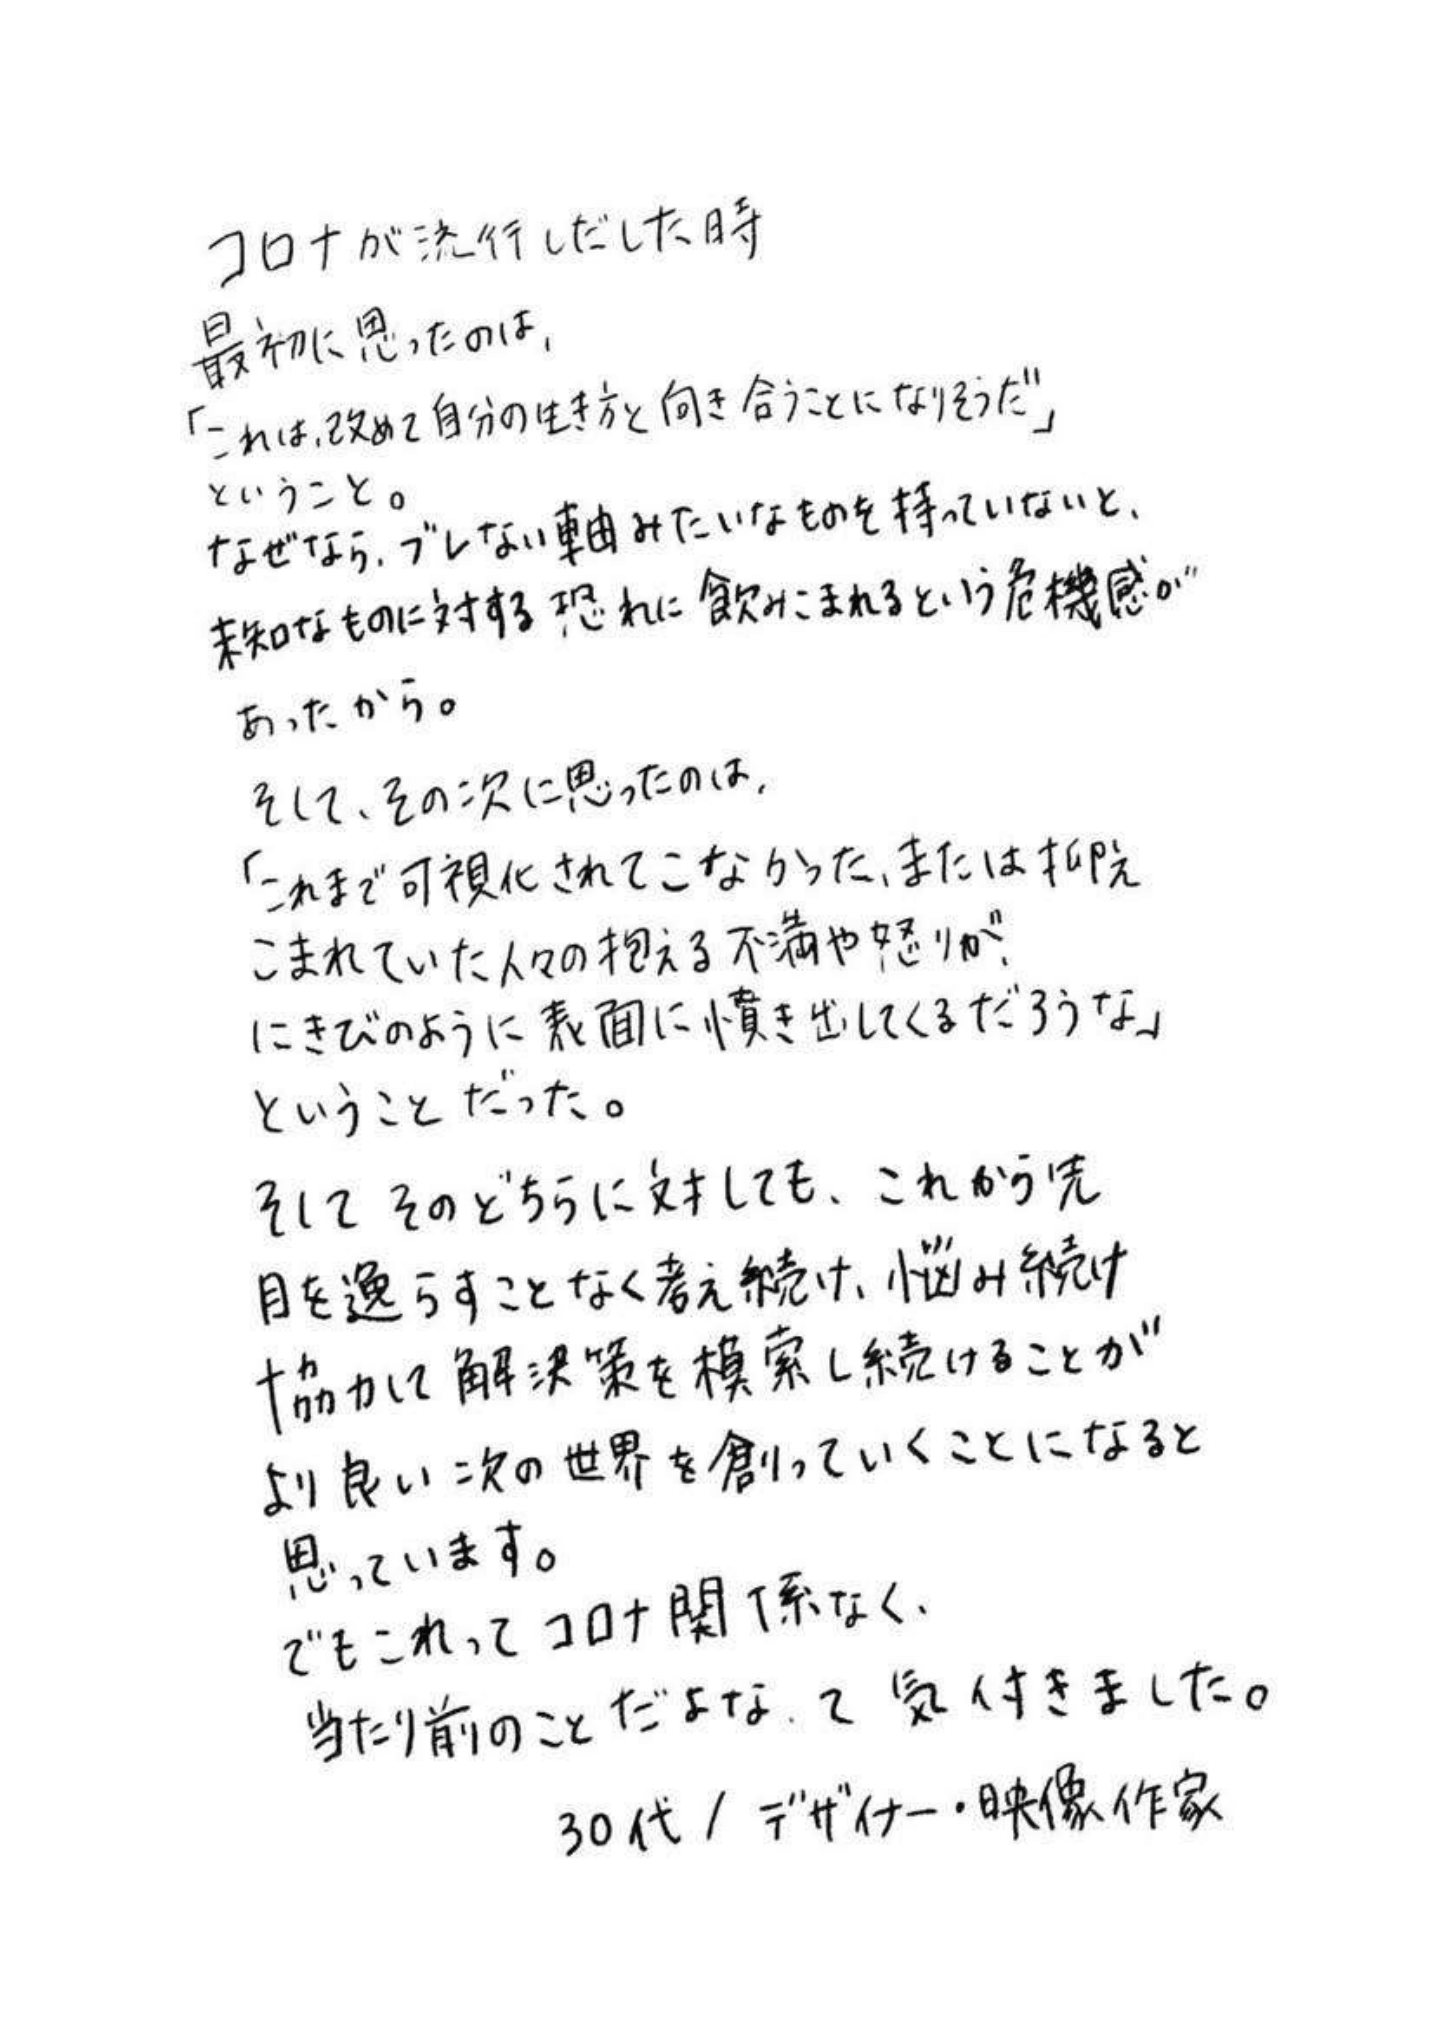 コロナが流行しだした時
最初に思ったのは、
「これは、改めて自分の生き方と向き合うことになりそうだ」
ということ。
なぜなら、ブレない軸みたいなものを持っていないと、
未知なものに対する恐れに飲みこまれるという危機感が
あったから。
そして、その次に思ったのは、
「これまで可視化されてこなかった、または抑え
こまれていた人々の抱える不満や怒りが、
にきびのように表面に憤き出してくるだろうな」
ということだった。
そしてそのどちらに対しても、これから先
目を逸らすことなく考え続け、悩み続け
協力して解決策を模索し続けることが
より良い次の世界を創っていくことになると
思っています。
でもこれってコロナ関係なく、
当たり前のことだよな、て気付きました。
30代/デザイナー・映像作家